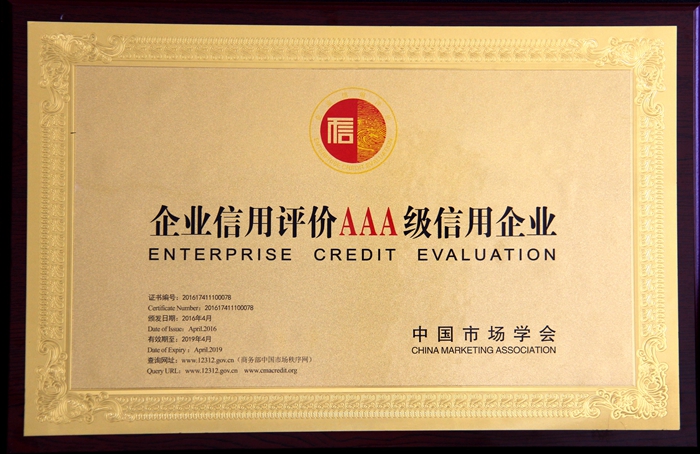 信
企业信用评价AAA级信用企业
ENTERPRISE CREDIT EVALUATION
证书编号：201617411100078
Certificate Number：201617411100078
颁发日期：2016年4月
Date of Issue：April.2016
有效期至：2019年4月
Date of Expiry：April.2019
查询网址：www.12312.gov.cn（商务部中国市场秩序网）
Query URL：www.12312.gov.cn www.cmacredit.org
中国市场学会
CHINA MARKETING ASSOCIATION